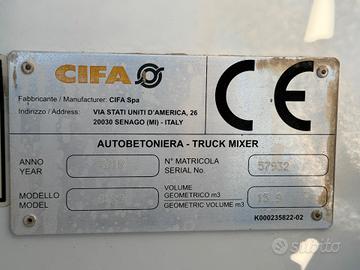 CIFA
CE
Fabricante / Manufacturer: CIFA Spa
Indirizzo / Address: VIA STATI UNITI D'AMERICA, 26
20030 SENAGO (MI) - ITALY
AUTOBETONIERA - TRUCK MIXER
ANNO
YEAR
N° MATRICOLA
SERIAL No.
57932
MODELLO
MODEL
VOLUME
GEOMETRICO m3
GEOMETRIC VOLUME m3
K000235822-02
subito